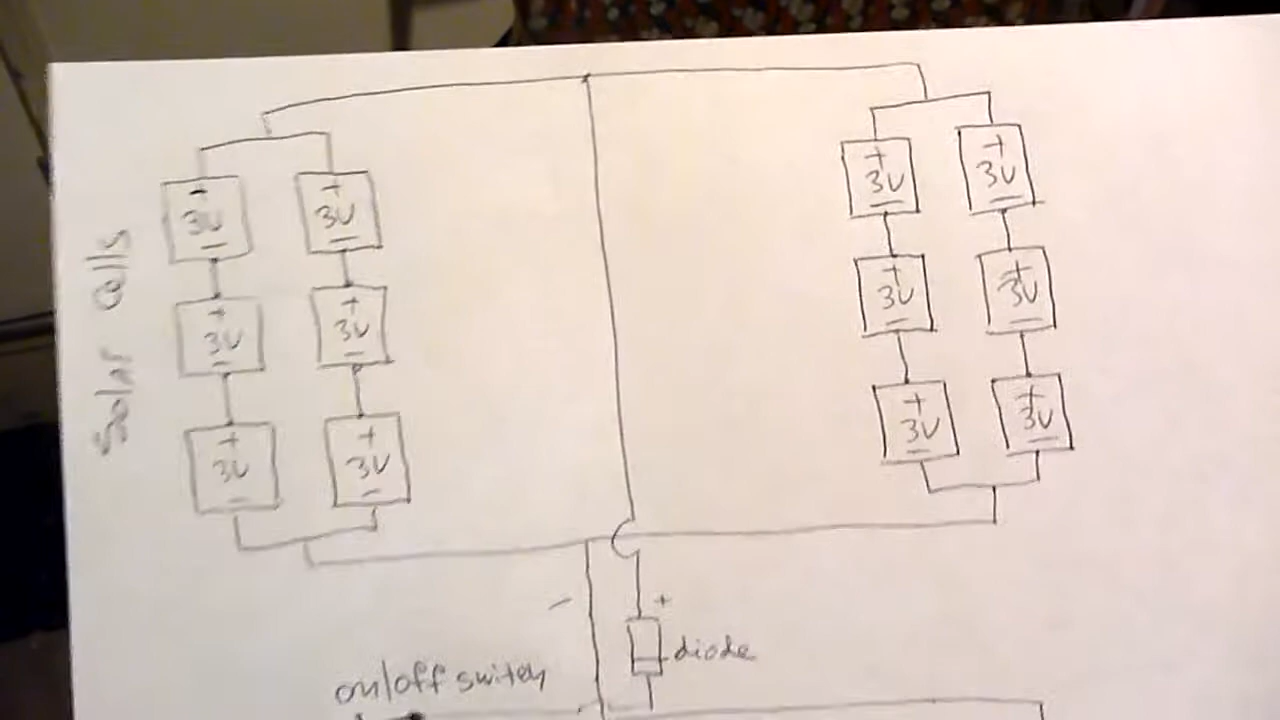 Solar Cells
+
3V
-
+
3V
-
+
3V
-
+
3V
-
+
3V
-
+
3V
-
+
3V
-
+
3V
-
+
3V
-
+
3V
-
+
3V
-
+
3V
-
- +
diode
on/off switch